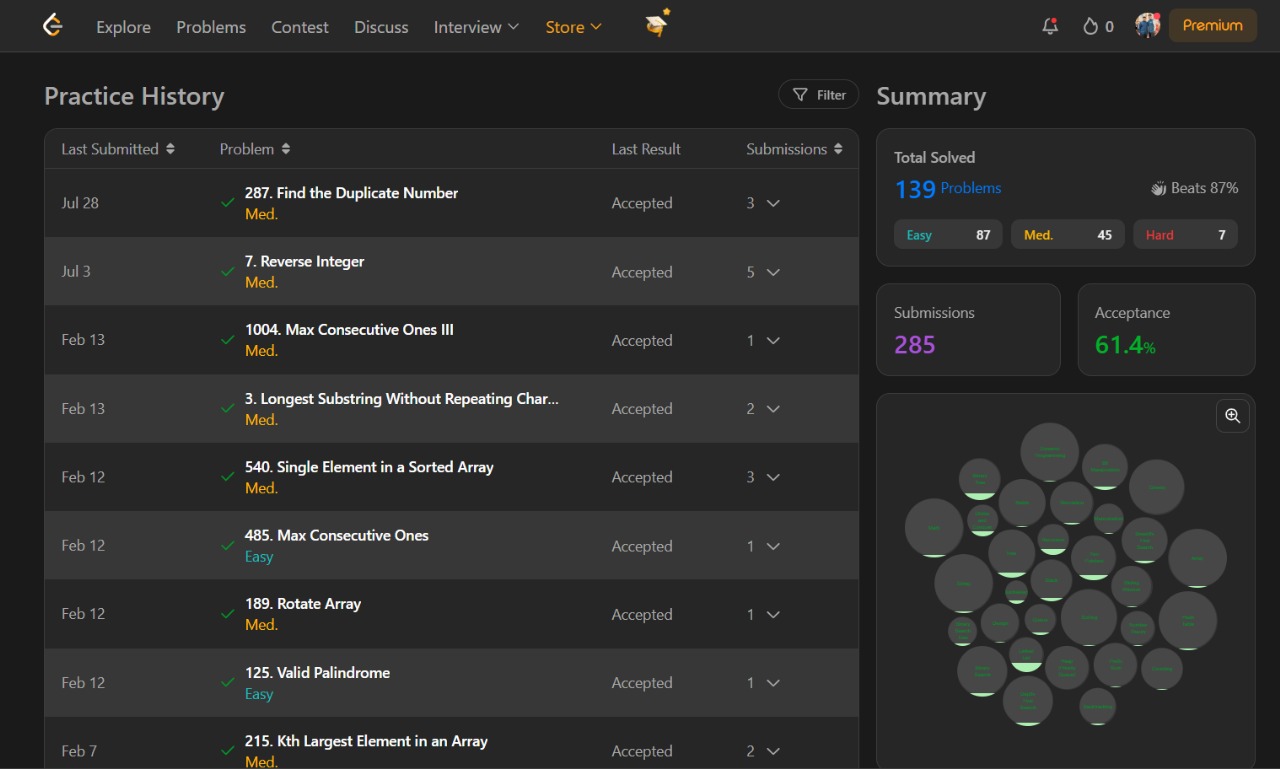 Explore Problems Contest Discuss Interview Store 0 Premium
Practice History
Filter
Last Submitted Problem Last Result Submissions
Jul 28 287. Find the Duplicate Number Accepted 3
Med.
Jul 3 7. Reverse Integer Accepted 5
Med.
Feb 13 1004. Max Consecutive Ones III Accepted 1
Med.
Feb 13 3. Longest Substring Without Repeating Char... Accepted 2
Med.
Feb 12 540. Single Element in a Sorted Array Accepted 3
Med.
Feb 12 485. Max Consecutive Ones Accepted 1
Easy
Feb 12 189. Rotate Array Accepted 1
Med.
Feb 12 125. Valid Palindrome Accepted 1
Easy
Feb 7 215. Kth Largest Element in an Array Accepted 2
Med.
Summary
Total Solved
139 Problems Beats 87%
Easy 87 Med. 45 Hard 7
Submissions
285
Acceptance
61.4%